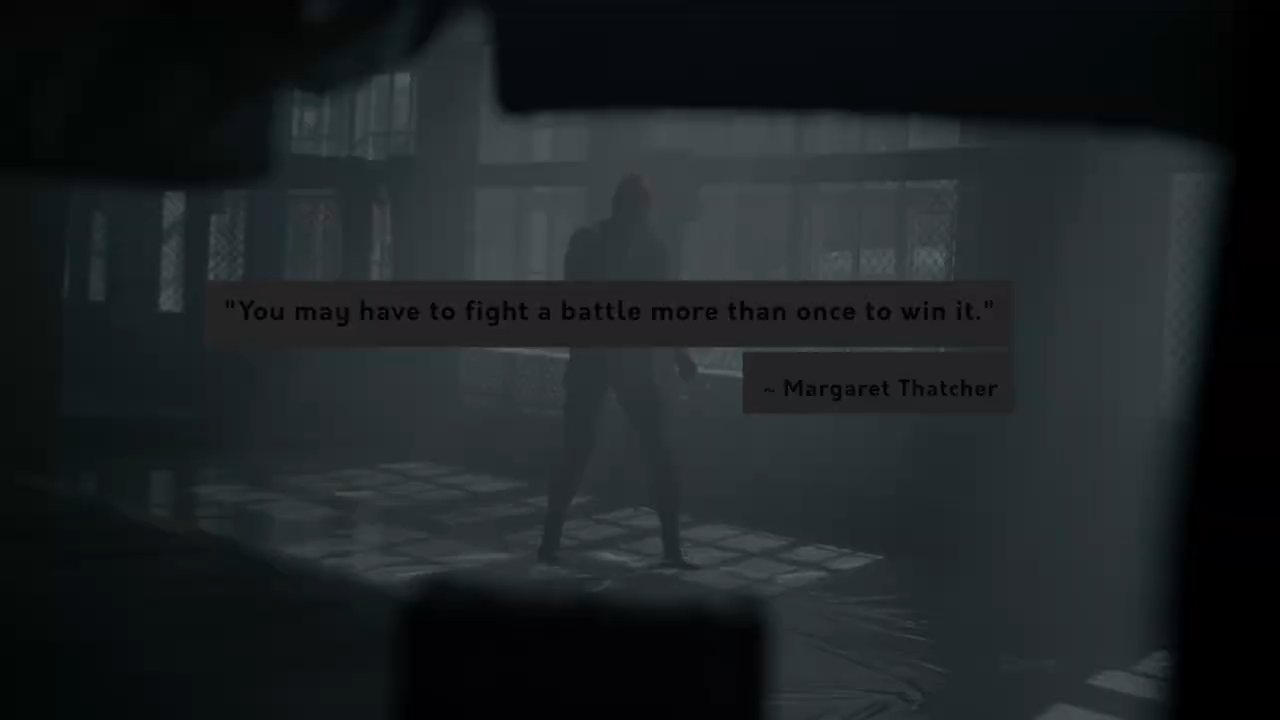 "You may have to fight a battle more than once to win it."
~ Margaret Thatcher